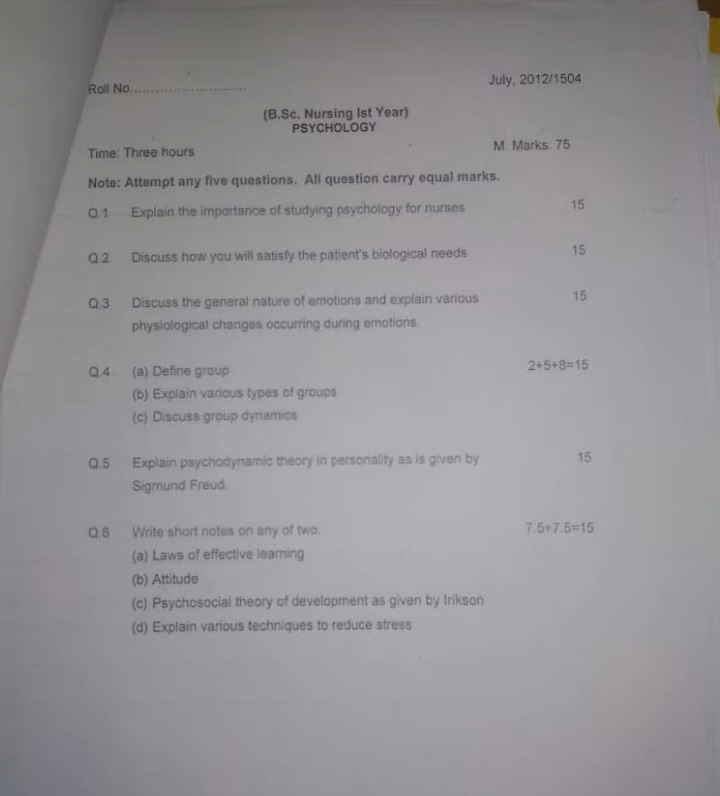 Roll No.............................
July, 2012/1504
(B.Sc. Nursing Ist Year)
PSYCHOLOGY
Time: Three hours
M. Marks: 75
Note: Attempt any five questions. All question carry equal marks.
Q.1 Explain the importance of studying psychology for nurses 15
Q.2 Discuss how you will satisfy the patient's biological needs. 15
Q.3 Discuss the general nature of emotions and explain various 15
physiological changes occurring during emotions.
Q.4 (a) Define group 2+5+8=15
(b) Explain various types of groups
(c) Discuss group dynamics
Q.5 Explain psychodynamic theory in personality as is given by 15
Sigmund Freud.
Q.6 Write short notes on any of two: 7.5+7.5=15
(a) Laws of effective learning
(b) Attitude
(c) Psychosocial theory of development as given by Irikson
(d) Explain various techniques to reduce stress